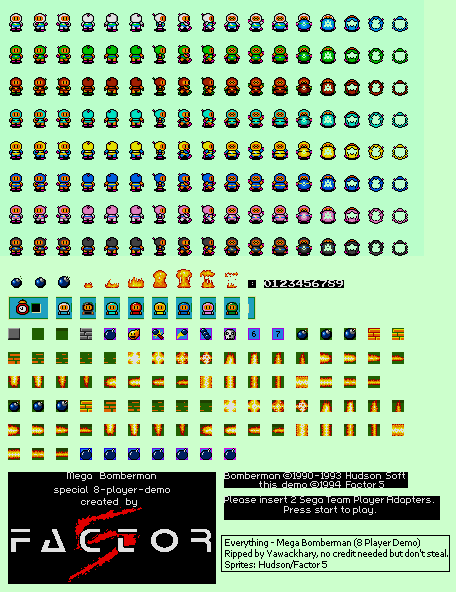 0123456789
6 7
Mega Bomberman
special 8-player-demo
created by
FACTOR 5
Bomberman ©1990-1993 Hudson Soft
this demo ©1994 Factor 5
Please insert 2 Sega Team Player Adapters.
Press start to play.
Everything - Mega Bomberman (8 Player Demo)
Ripped by Yawackhary, no credit needed but don't steal.
Sprites: Hudson/Factor 5